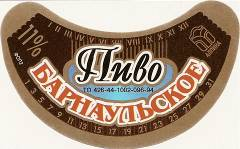 I II III IV V VI VII VIII IX X XI XII
11%
Пиво
ТО 426-44-1002-096-94
БАРНАУЛЬСКОЕ
1 3 5 7 9 11 13 15 17 19 21 23 25 27 29 31